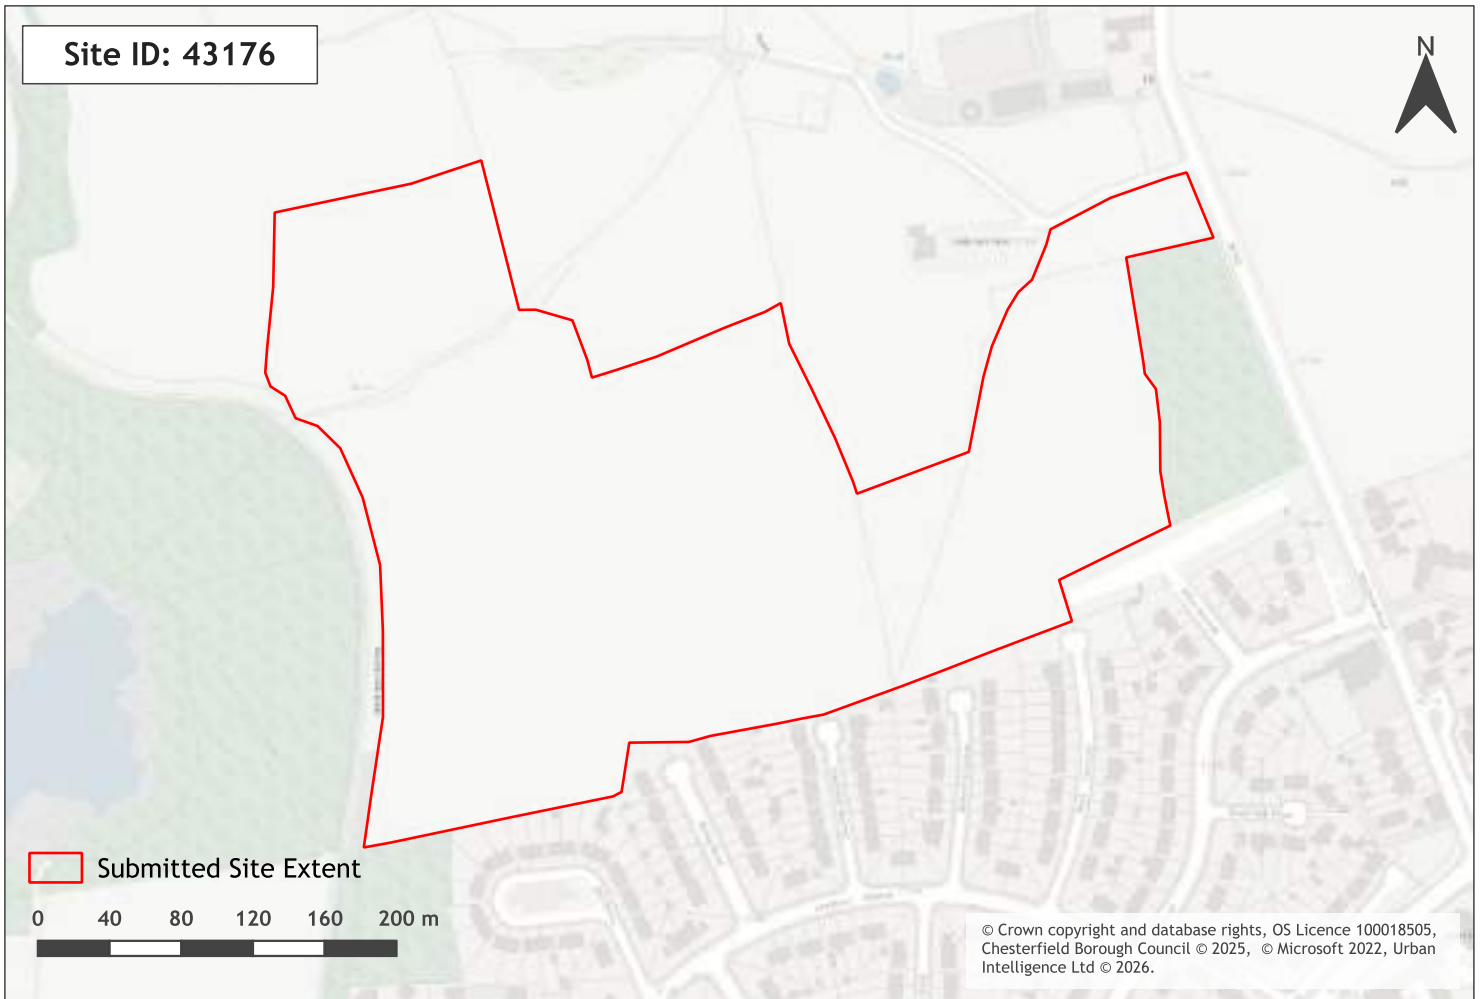 Site ID: 43176
N
Submitted Site Extent
0 40 80 120 160 200 m
© Crown copyright and database rights, OS Licence 100018505,
Chesterfield Borough Council © 2025, © Microsoft 2022, Urban
Intelligence Ltd © 2026.